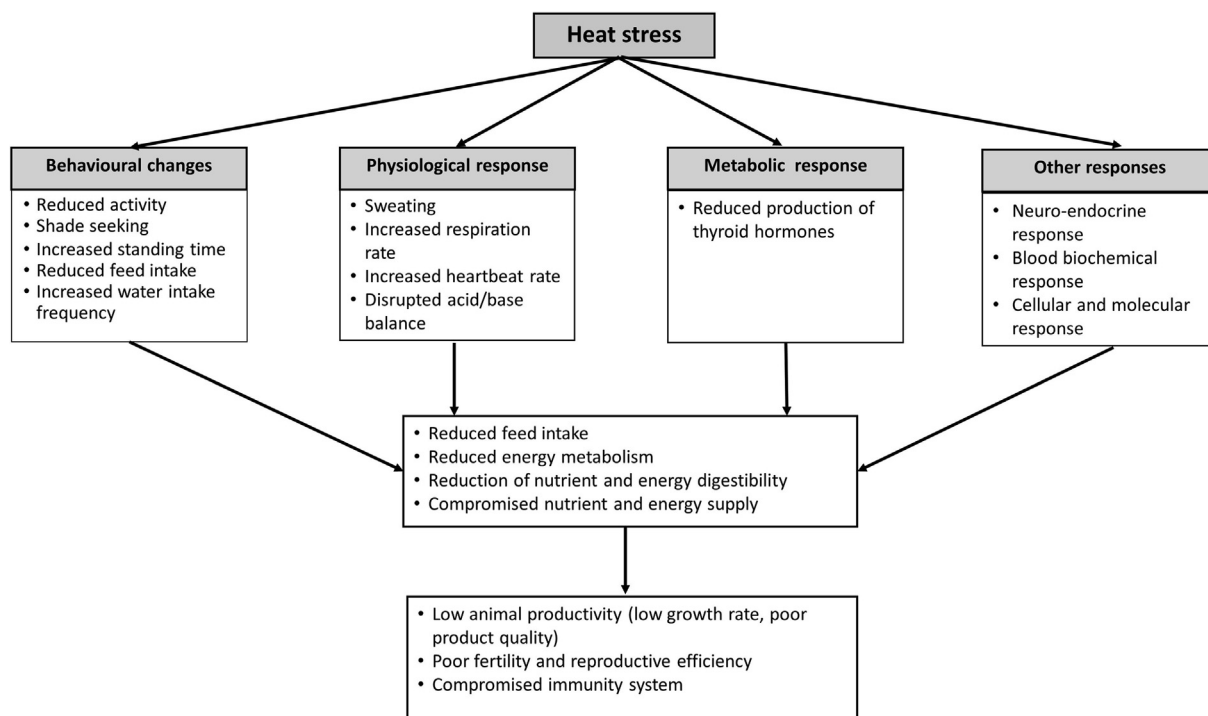 Heat stress
Behavioural changes
• Reduced activity
• Shade seeking
• Increased standing time
• Reduced feed intake
• Increased water intake
frequency
Physiological response
• Sweating
• Increased respiration
rate
• Increased heartbeat rate
• Disrupted acid/base
balance
Metabolic response
• Reduced production of
thyroid hormones
Other responses
• Neuro-endocrine
response
• Blood biochemical
response
• Cellular and molecular
response
• Reduced feed intake
• Reduced energy metabolism
• Reduction of nutrient and energy digestibility
• Compromised nutrient and energy supply
• Low animal productivity (low growth rate, poor
product quality)
• Poor fertility and reproductive efficiency
• Compromised immunity system